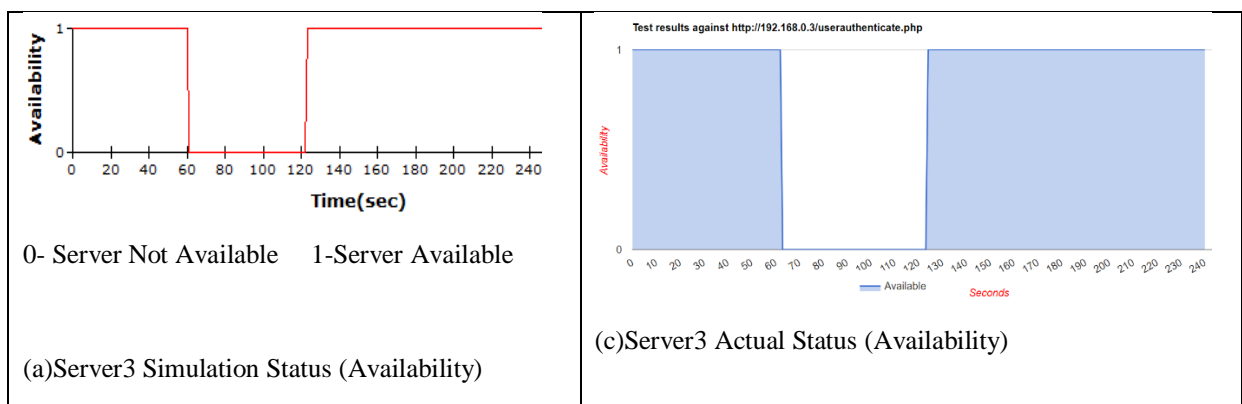 1
0
Availability
0 20 40 60 80 100 120 140 160 180 200 220 240
Time(sec)
0- Server Not Available 1-Server Available
(a)Server3 Simulation Status (Availability)
Test results against http://192.168.0.3/userauthenticate.php
1
0
Availability
0 10 20 30 40 50 60 70 80 90 100 110 120 130 140 150 160 170 180 190 200 210 220 230 240
Available
Seconds
(c)Server3 Actual Status (Availability)